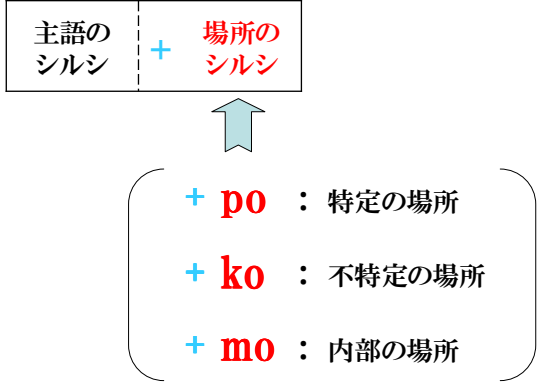 主語の + 場所の
シルシ シルシ
+ po : 特定の場所
+ ko : 不特定の場所
+ mo : 内部の場所